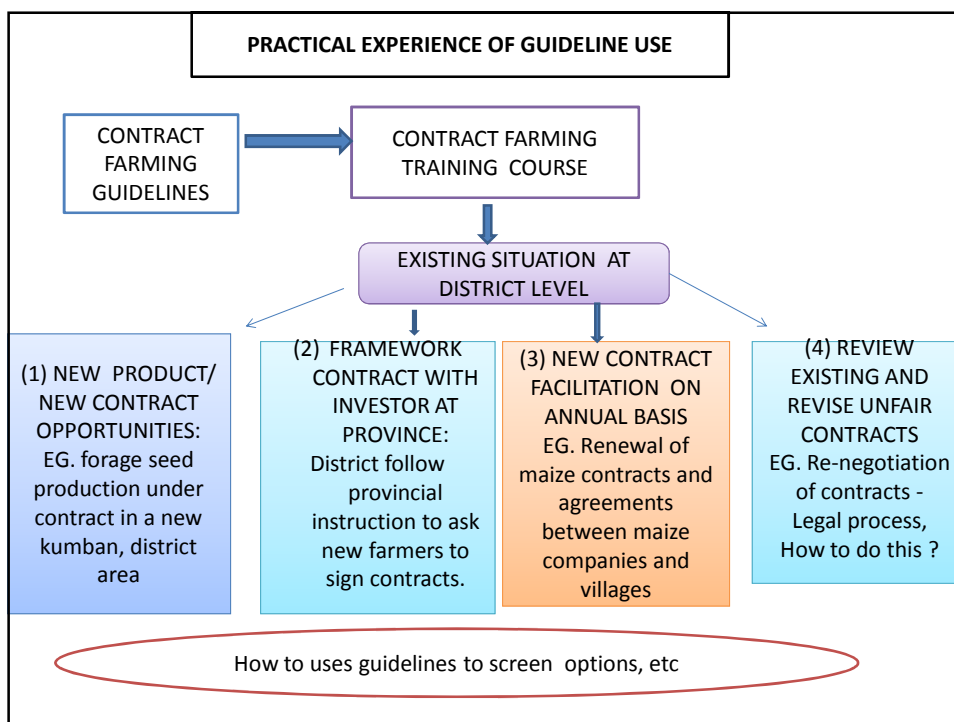 PRACTICAL EXPERIENCE OF GUIDELINE USE
CONTRACT
FARMING
GUIDELINES
CONTRACT FARMING
TRAINING COURSE
EXISTING SITUATION AT
DISTRICT LEVEL
(1) NEW PRODUCT/
NEW CONTRACT
OPPORTUNITIES:
EG. forage seed
production under
contract in a new
kumban, district
area
(2) FRAMEWORK
CONTRACT WITH
INVESTOR AT
PROVINCE:
District follow
provincial
instruction to ask
new farmers to
sign contracts.
(3) NEW CONTRACT
FACILITATION ON
ANNUAL BASIS
EG. Renewal of
maize contracts and
agreements
between maize
companies and
villages
(4) REVIEW
EXISTING AND
REVISE UNFAIR
CONTRACTS
EG. Re-negotiation
of contracts -
Legal process,
How to do this ?
How to uses guidelines to screen options, etc